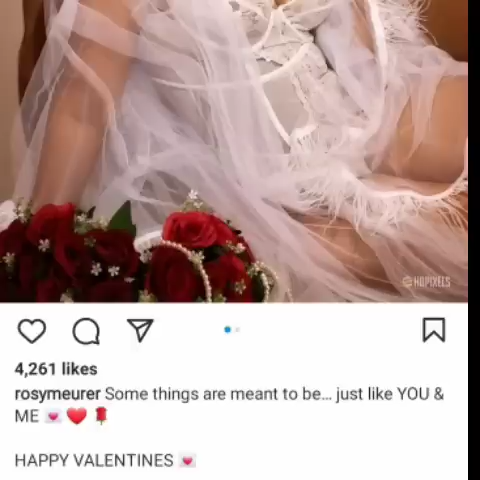 HDPIXELS
4,261 likes
rosymeurer Some things are meant to be... just like YOU &
ME 💌 ❤️ 🌹
HAPPY VALENTINES 💌